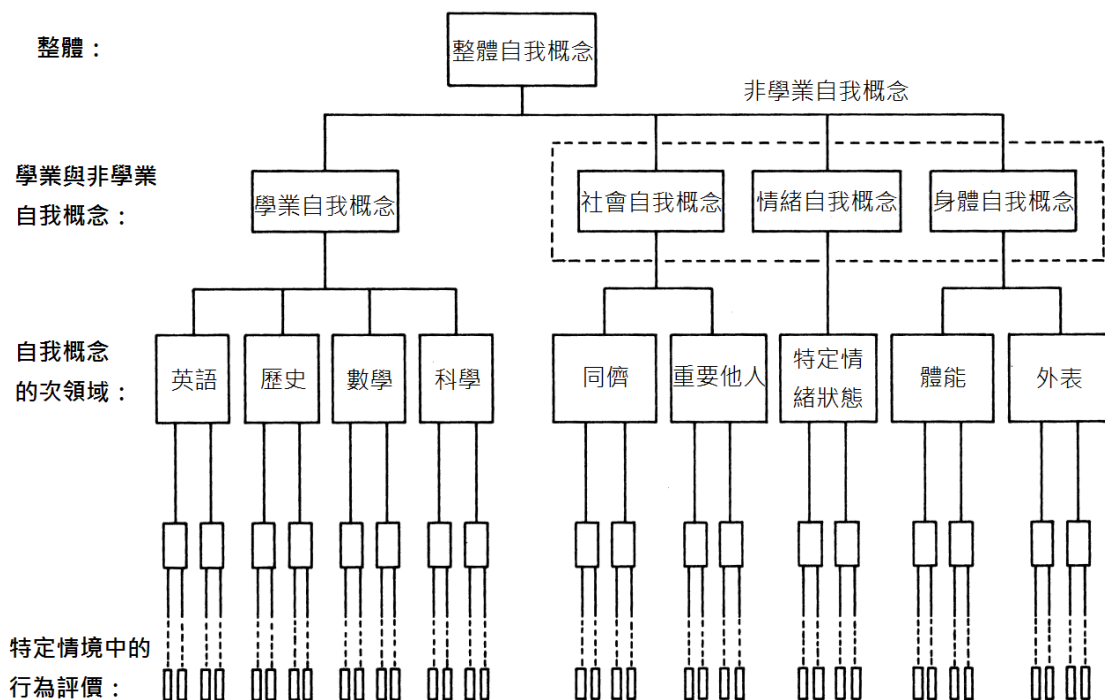 整體：
整體自我概念
非學業自我概念
學業與非學業
自我概念：
學業自我概念
社會自我概念
情緒自我概念
身體自我概念
自我概念
的次領域：
英語
歷史
數學
科學
同儕
重要他人
特定情
緒狀態
體能
外表
特定情境中的
行為評價：